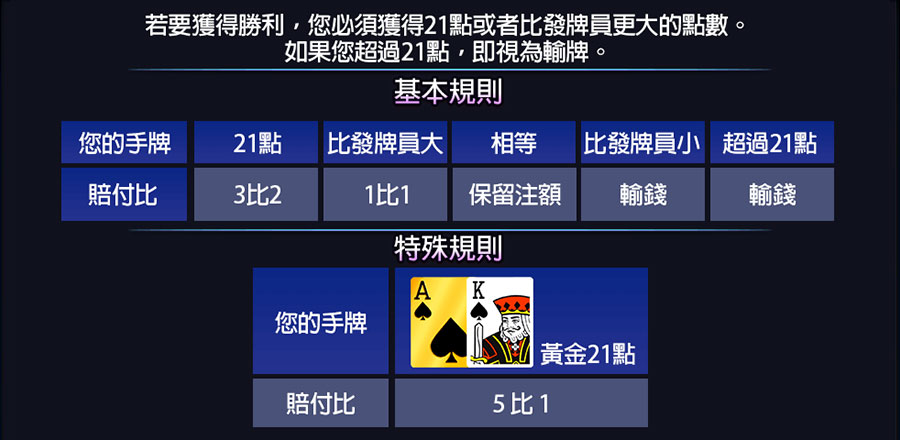 若要獲得勝利，您必須獲得21點或者比發牌員更大的點數。
如果您超過21點，即視為輸牌。
基本規則
您的手牌 21點 比發牌員大 相等 比發牌員小 超過21點
賠付比 3比2 1比1 保留注額 輸錢 輸錢
特殊規則
A K
您的手牌 黃金21點
賠付比 5比1